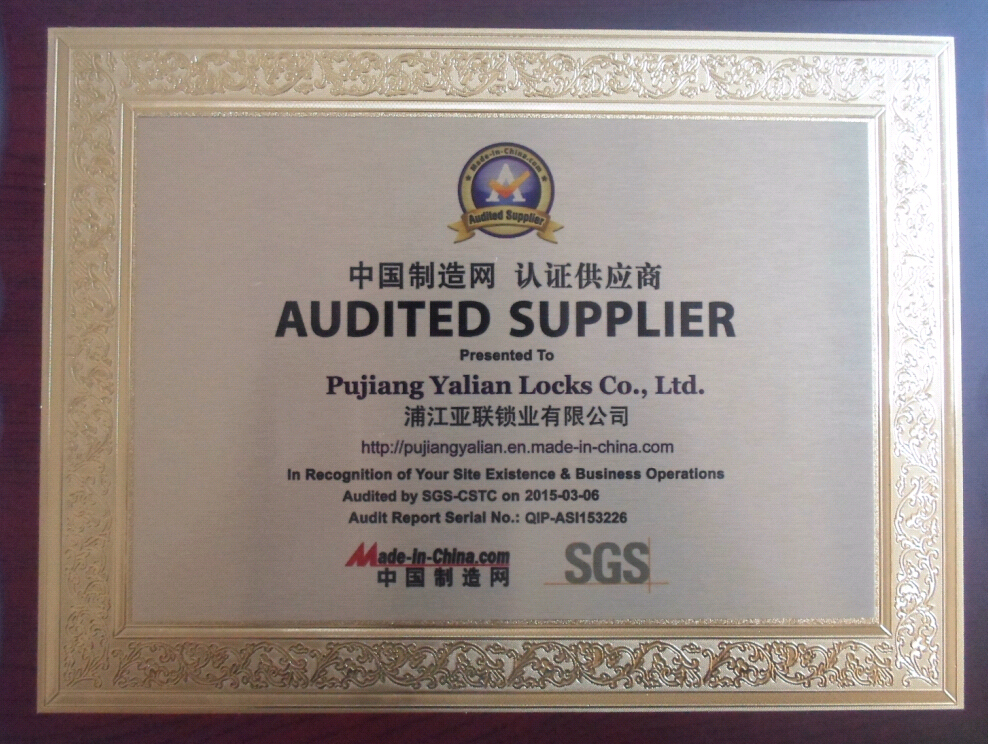 Made-in-China.com
A
Audited Supplier
中国制造网 认证供应商
AUDITED SUPPLIER
Presented To
Pujiang Yalian Locks Co., Ltd.
浦江亚联锁业有限公司
http://pujiangyalian.en.made-in-china.com
In Recognition of Your Site Existence & Business Operations
Audited by SGS-CSTC on 2015-03-06
Audit Report Serial No.: QIP-ASI153226
Made-in-China.com
中国制造网
SGS